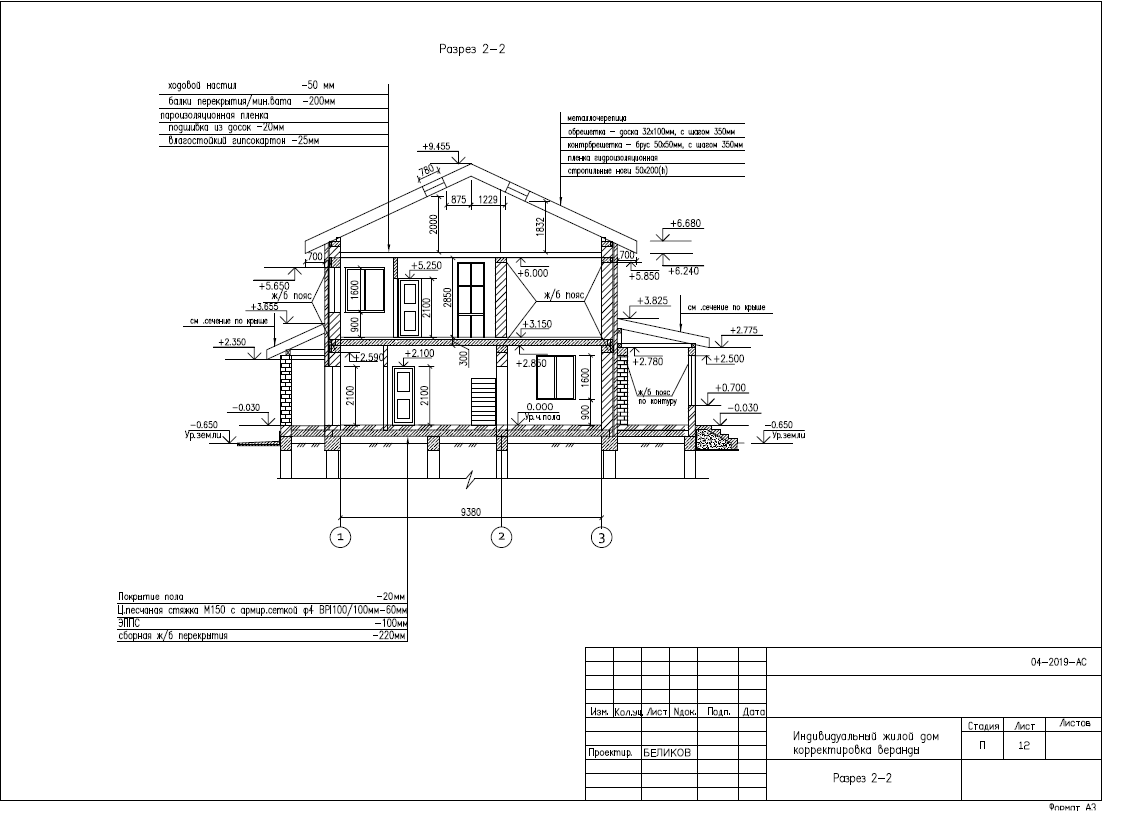 Разрез 2–2
ходовой настил –50 мм
балки перекрытия/мин.вата –200мм
пароизоляционная пленка
подшивка из досок –20мм
влагостойкий гипсокартон –25мм
металлочерепица
обрешетка – доска 32х100мм, с шагом 350мм
контрбрешетка – брус 50х50мм, с шагом 350мм
пленка гидроизоляционная
стропильные ноги 50х200(h)
+9.455
780
875 1229
2000
1832
+6.680
+6.240
700
700
+5.250
+6.000
+5.850
+5.650
ж/б пояс
1600
2100
2850
ж/б пояс
+3.655
+3.825
см .сечение по крыше
см .сечение по крыше
900
+3.150
+2.350
+2.775
+2.590
+2.100
300
+2.860
+2.780
+2.500
1600
2100
2100
ж/б пояс
по контуру
+0.700
–0.030
0.000
Ур.ч.пола
900
–0.030
–0.650
Ур.земли
–0.650
Ур.земли
9380
1 2 3
Покрытие пола –20мм
Ц.песчаная стяжка М150 с армир.сеткой ф4 ВРI100/100мм–60мм
ЭППС –100мм
сборная ж/б перекрытия –220мм
04–2019–АС
Изм. Кол.уц. Лист Nдок. Подп. Дата
Индивидуальный жилой дом
корректировка веранды
Стадия Лист Листов
П 12
Проектир. БЕЛИКОВ
Разрез 2–2
Формат А3